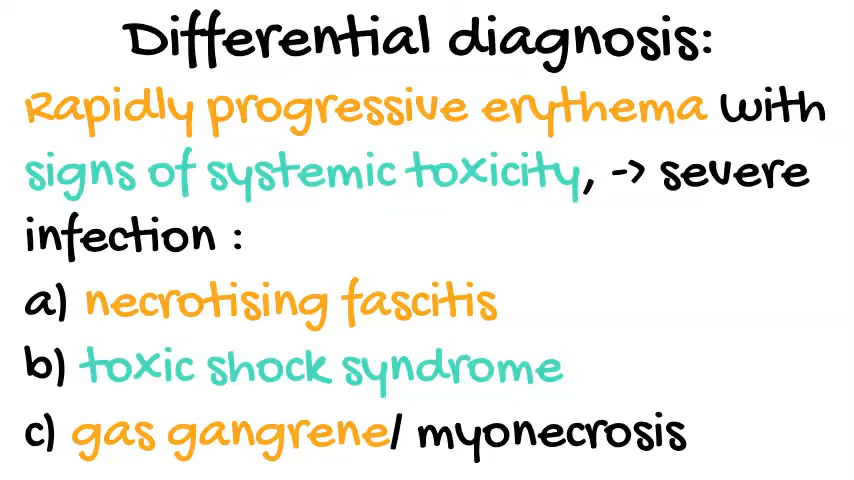 Differential diagnosis:
Rapidly progressive erythema with
signs of systemic toxicity, -> severe
infection :
a) necrotising fascitis
b) toxic shock syndrome
c) gas gangrene/ myonecrosis